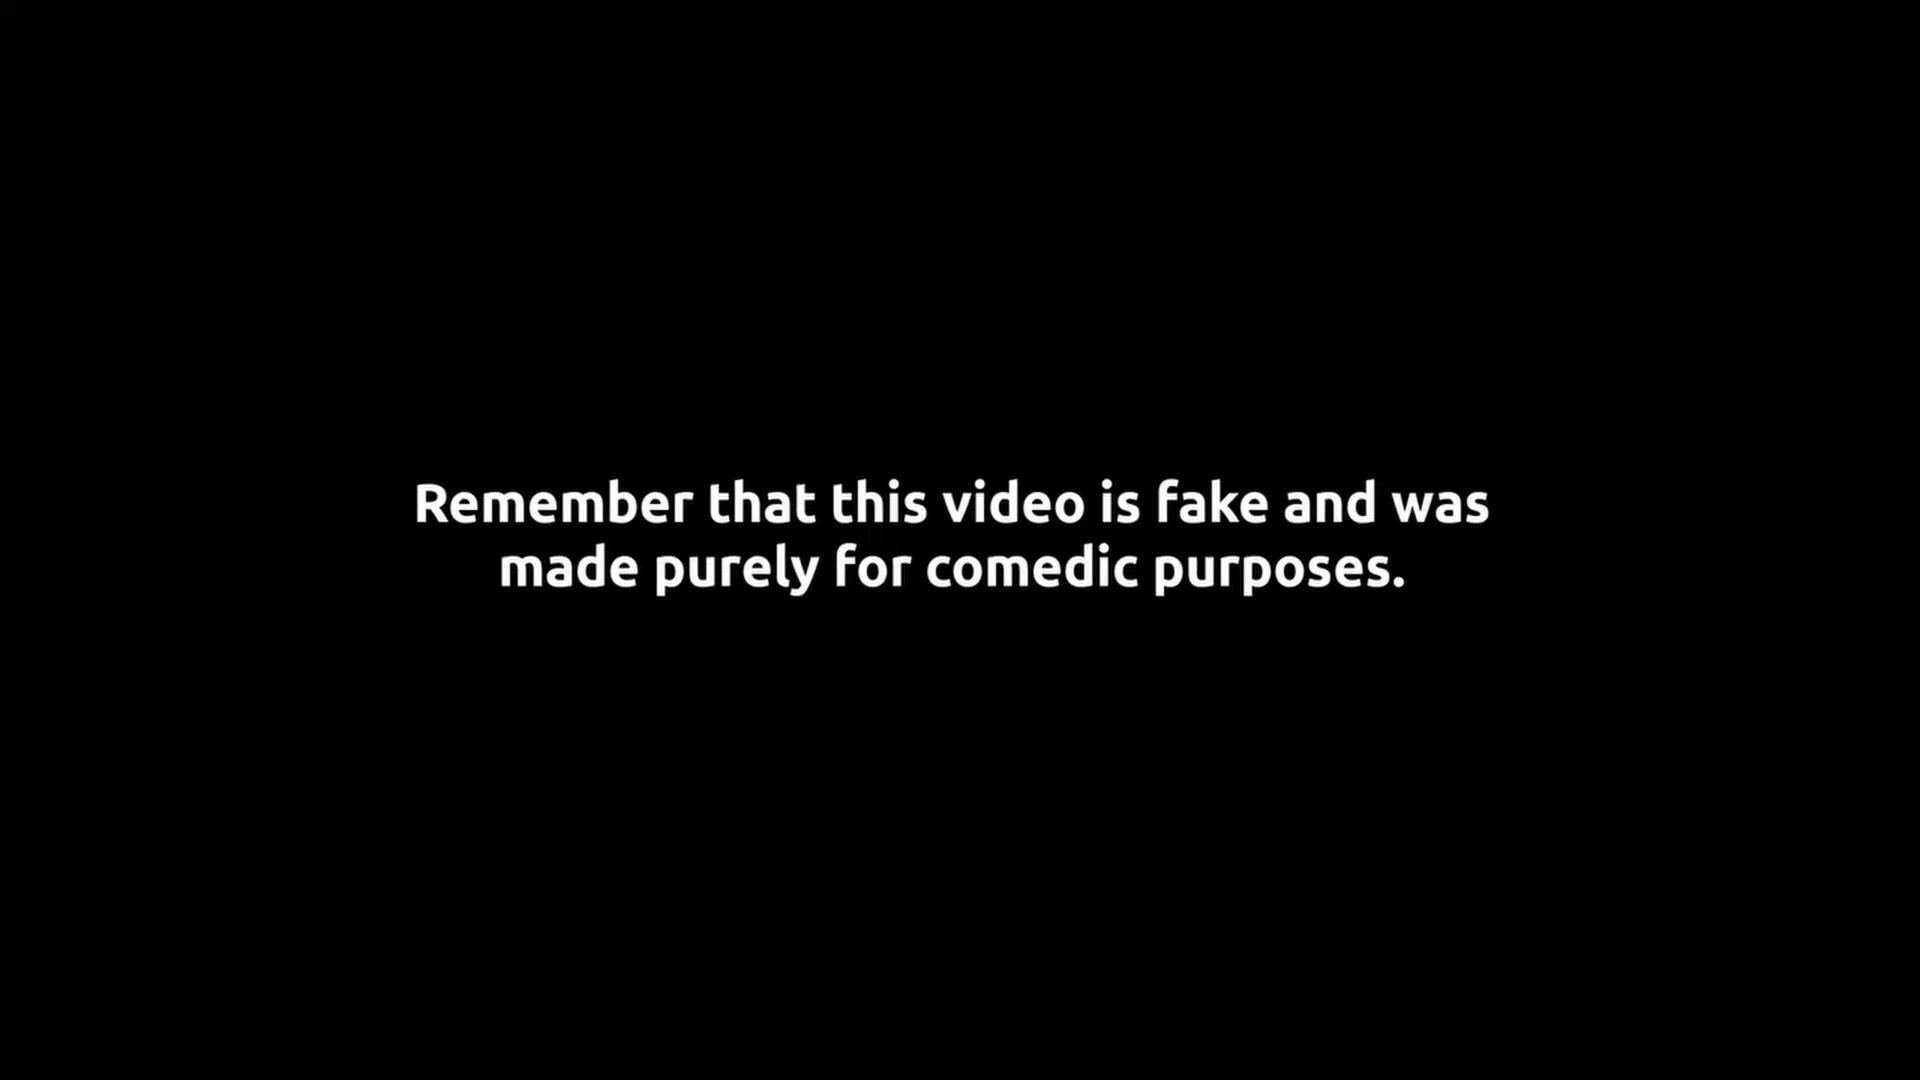 Remember that this video is fake and was
made purely for comedic purposes.